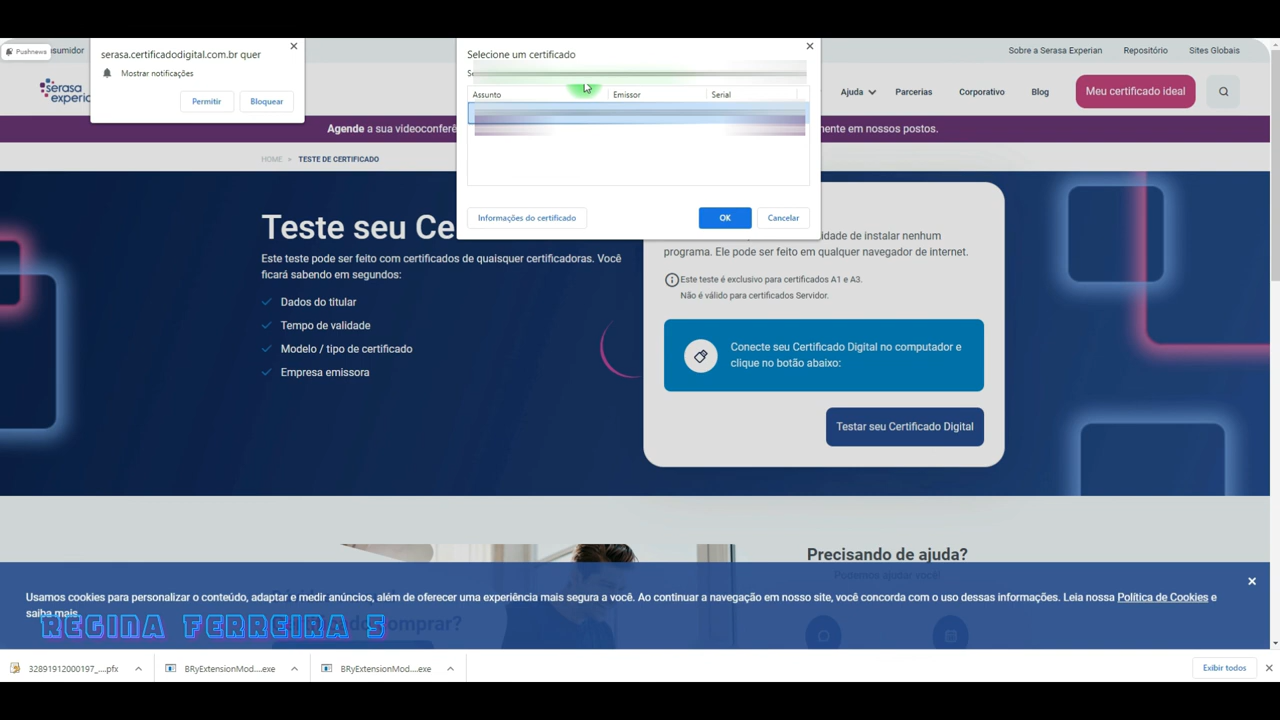 Pushnews
sumidor
serasa.certificadodigital.com.br quer
Mostrar notificações
Permitir
Bloquear
Selecione um certificado
Assunto
Emissor
Serial
Informações do certificado
OK
Cancelar
Sobre a Serasa Experian
Repositório
Sites Globais
serasa
experia
Ajuda
Parcerias
Corporativo
Blog
Meu certificado ideal
Agende a sua videoconferê
mente em nossos postos.
HOME
TESTE DE CERTIFICADO
Teste seu Ce
Este teste pode ser feito com certificados de quaisquer certificadoras. Você
ficará sabendo em segundos:
Dados do titular
Tempo de validade
Modelo / tipo de certificado
Empresa emissora
idade de instalar nenhum
programa. Ele pode ser feito em qualquer navegador de internet.
Este teste é exclusivo para certificados A1 e A3.
Não é válido para certificados Servidor.
Conecte seu Certificado Digital no computador e
clique no botão abaixo:
Testar seu Certificado Digital
Precisando de ajuda?
Podemos ajudar você!
Usamos cookies para personalizar o conteúdo, adaptar e medir anúncios, além de oferecer uma experiência mais segura a você. Ao continuar a navegação em nosso site, você concorda com o uso dessas informações. Leia nossa Política de Cookies e
saiba mais.
REGINA FERREIRA S
comprar?
32891912000197_....pfx
BRyExtensionMod....exe
BRyExtensionMod....exe
Exibir todos